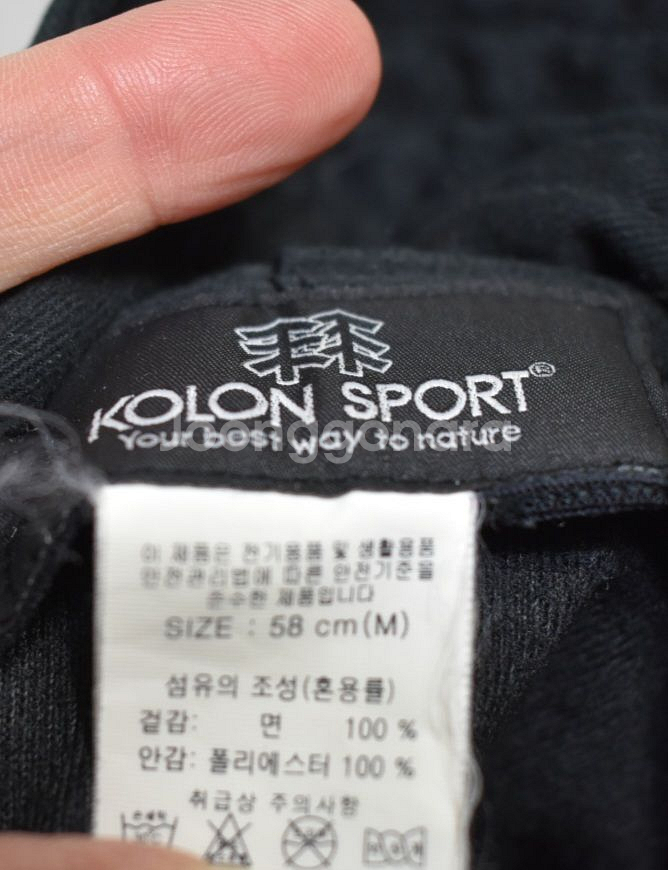 KOLON SPORT®
Your best way to nature
Joonggonara
이 제품은 전기용품 및 생활용품
안전관리법에 따른 안전기준을
준수한 제품입니다
SIZE : 58 cm(M)
섬유의 조성(혼용률)
겉감: 면 100 %
안감: 폴리에스터 100 %
취급상 주의사항